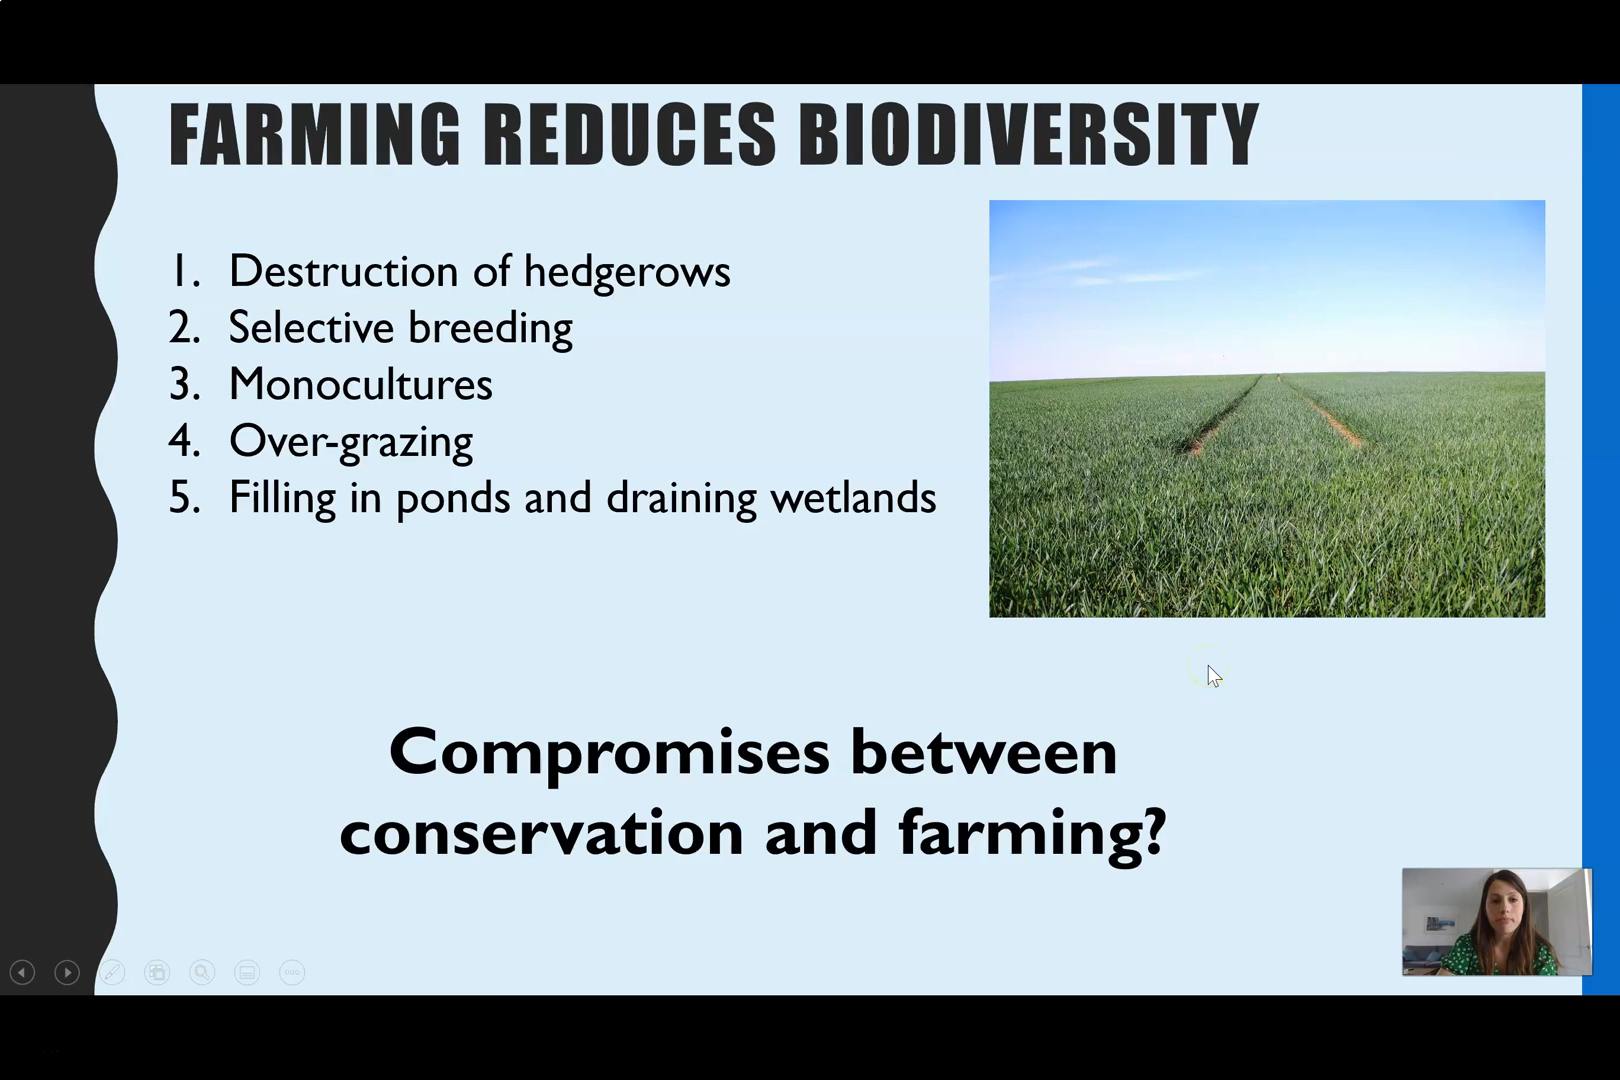 FARMING REDUCES BIODIVERSITY
1. Destruction of hedgerows
2. Selective breeding
3. Monocultures
4. Over-grazing
5. Filling in ponds and draining wetlands
Compromises between
conservation and farming?